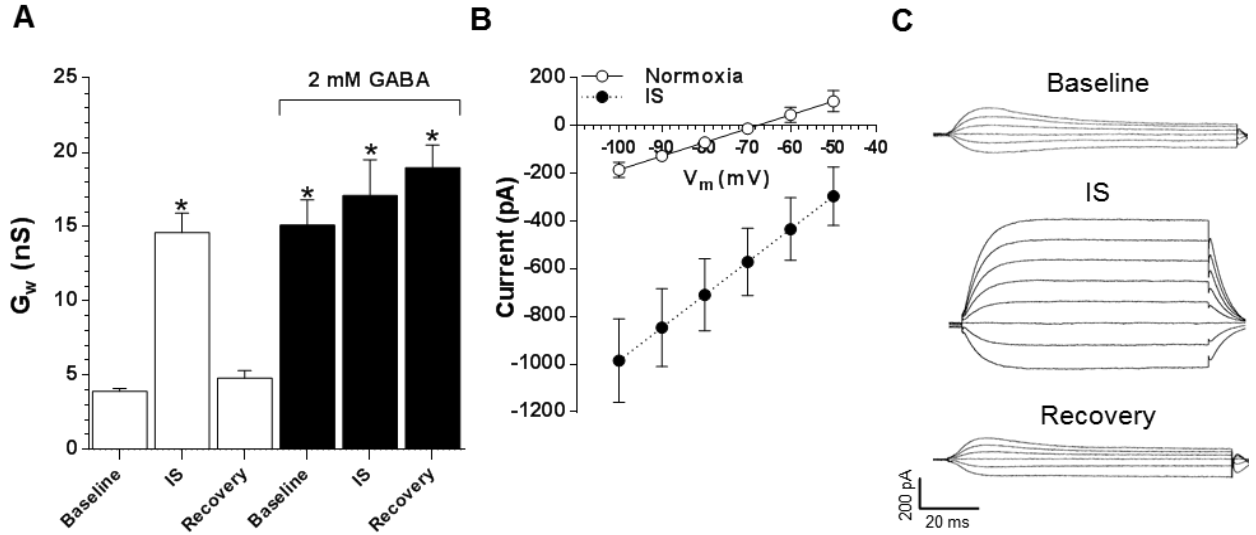 A
B
C
2 mM GABA
25
20
15
10
5
0
G_w (nS)
*
*
*
*
Baseline
IS
Recovery
Baseline
IS
Recovery
200
0
-200
-400
-600
-800
-1000
-1200
Current (pA)
Normoxia
IS
-100 -90 -80 -70 -60 -50 -40
V_m (mV)
Baseline
IS
Recovery
200 pA
20 ms